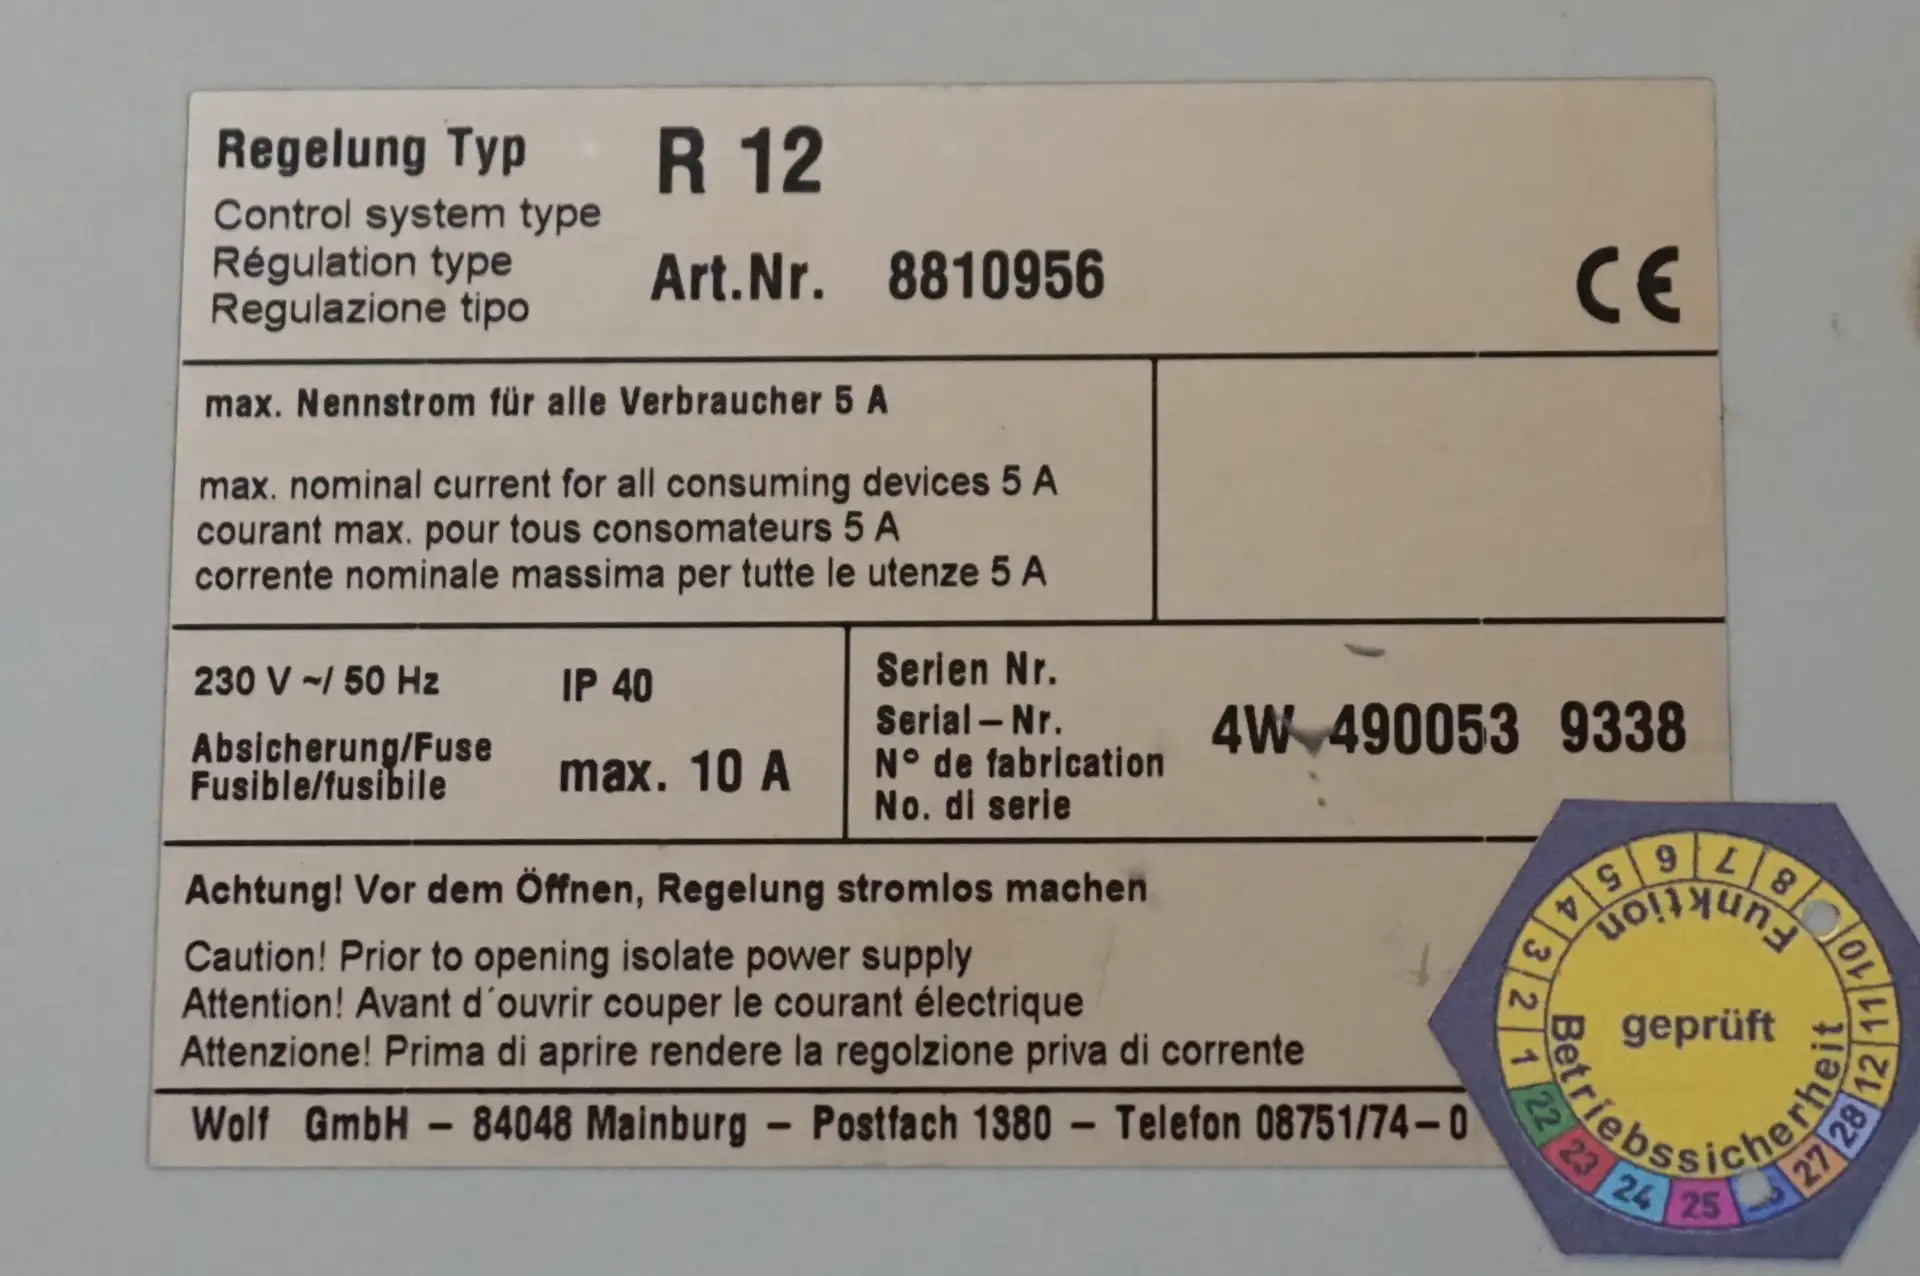 Regelung Typ R 12
Control system type
Régulation type
Regulazione tipo
Art.Nr. 8810956
CE
max. Nennstrom für alle Verbraucher 5 A
max. nominal current for all consuming devices 5 A
courant max. pour tous consomateurs 5 A
corrente nominale massima per tutte le utenze 5 A
230 V ~/ 50 Hz IP 40
Absicherung/Fuse
Fusible/fusibile
max. 10 A
Serien Nr.
Serial–Nr.
N° de fabrication
No. di serie
4W 490053 9338
Achtung! Vor dem Öffnen, Regelung stromlos machen
Caution! Prior to opening isolate power supply
Attention! Avant d´ouvrir couper le courant électrique
Attenzione! Prima di aprire rendere la regolzione priva di corrente
Wolf GmbH – 84048 Mainburg – Postfach 1380 – Telefon 08751/74–0
1 2 3 4 5 6 7 8 10 11 12
Funktion
geprüft
Betriebssicherheit
22 23 24 25 27 28